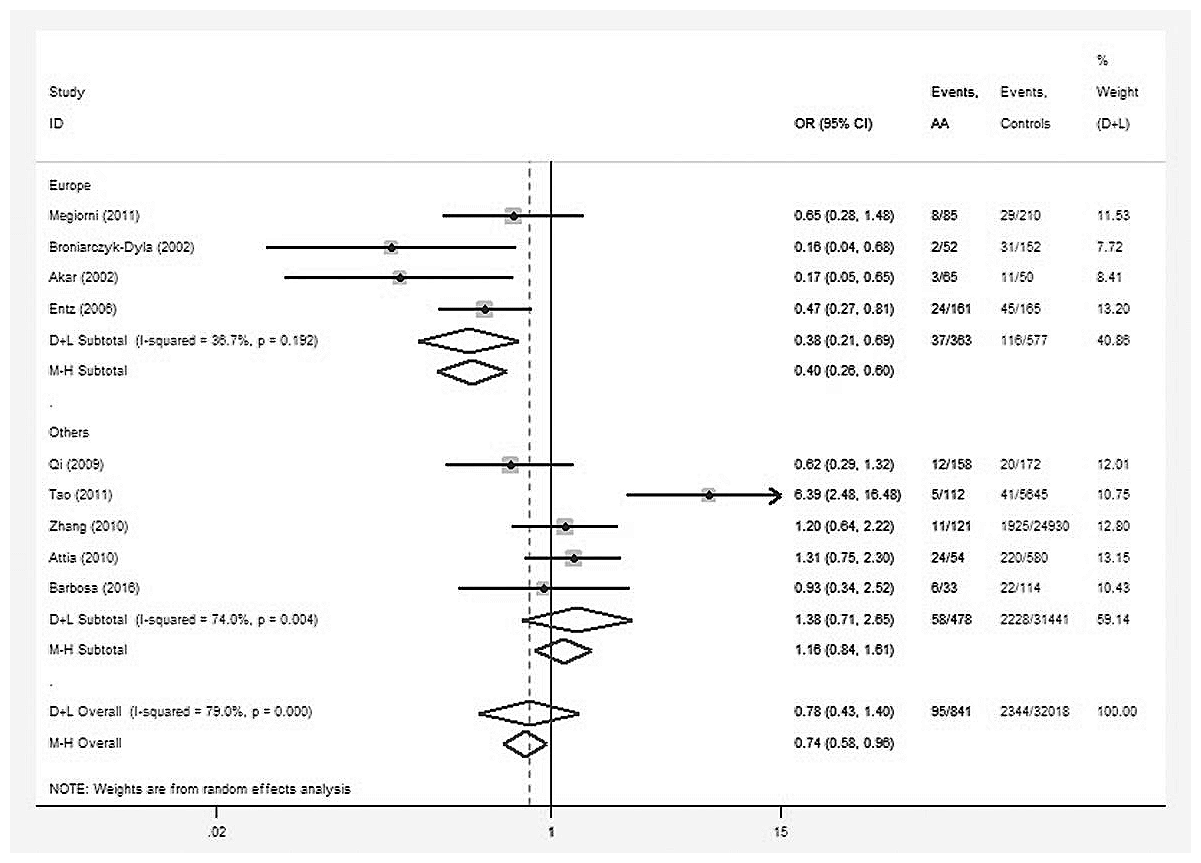 %
Study Events, Events, Weight
ID OR (95% CI) AA Controls (D+L)
Europe
Megiorni (2011) 0.65 (0.28, 1.48) 8/85 29/210 11.53
Broniarczyk-Dyla (2002) 0.16 (0.04, 0.68) 2/52 31/152 7.72
Akar (2002) 0.17 (0.05, 0.65) 3/65 11/50 8.41
Entz (2006) 0.47 (0.27, 0.81) 24/161 45/165 13.20
D+L Subtotal (I-squared = 36.7%, p = 0.192) 0.38 (0.21, 0.69) 37/363 116/577 40.86
M-H Subtotal 0.40 (0.26, 0.60)
.
Others
Qi (2009) 0.62 (0.29, 1.32) 12/158 20/172 12.01
Tao (2011) 6.39 (2.48, 16.48) 5/112 41/5645 10.75
Zhang (2010) 1.20 (0.64, 2.22) 11/121 1925/24930 12.80
Attia (2010) 1.31 (0.75, 2.30) 24/54 220/580 13.15
Barbosa (2016) 0.93 (0.34, 2.52) 6/33 22/114 10.43
D+L Subtotal (I-squared = 74.0%, p = 0.004) 1.38 (0.71, 2.65) 58/478 2228/31441 59.14
M-H Subtotal 1.16 (0.84, 1.61)
.
D+L Overall (I-squared = 79.0%, p = 0.000) 0.78 (0.43, 1.40) 95/841 2344/32018 100.00
M-H Overall 0.74 (0.58, 0.96)
NOTE: Weights are from random effects analysis
.02 1 15